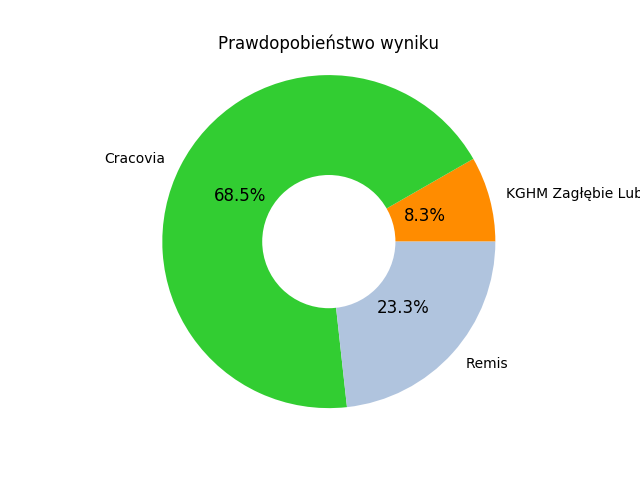 Prawdopobieństwo wyniku
Cracovia
68.5%
KGHM Zagłębie Lub
8.3%
23.3%
Remis